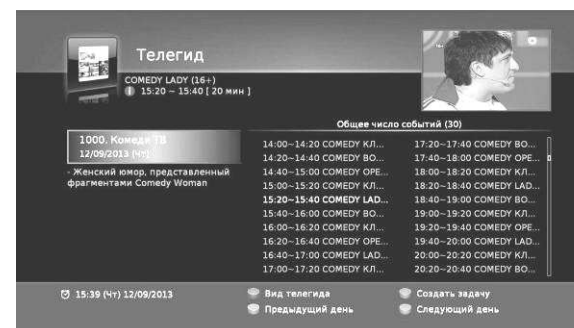 Телегид
COMEDY LADY (16+)
15:20 ~ 15:40 [ 20 мин ]
Общее число событий (30)
1000. Комеди ТВ
12/09/2013 (Чт)
- Женский юмор, представленный
фрагментами Comedy Woman
14:00~14:20 COMEDY КЛ...
14:20~14:40 COMEDY ВО...
14:40~15:00 COMEDY OPE...
15:00~15:20 COMEDY КЛ...
15:20~15:40 COMEDY LAD...
15:40~16:00 COMEDY ВО...
16:00~16:20 COMEDY КЛ...
16:20~16:40 COMEDY OPE...
16:40~17:00 COMEDY LAD...
17:00~17:20 COMEDY КЛ...
17:20~17:40 COMEDY ВО...
17:40~18:00 COMEDY OPE...
18:00~18:20 COMEDY КЛ...
18:20~18:40 COMEDY LAD...
18:40~19:00 COMEDY ВО...
19:00~19:20 COMEDY КЛ...
19:20~19:40 COMEDY OPE...
19:40~20:00 COMEDY LAD...
20:00~20:20 COMEDY КЛ...
20:20~20:40 COMEDY ВО...
15:39 (Чт) 12/09/2013
Вид телегида
Создать задачу
Предыдущий день
Следующий день